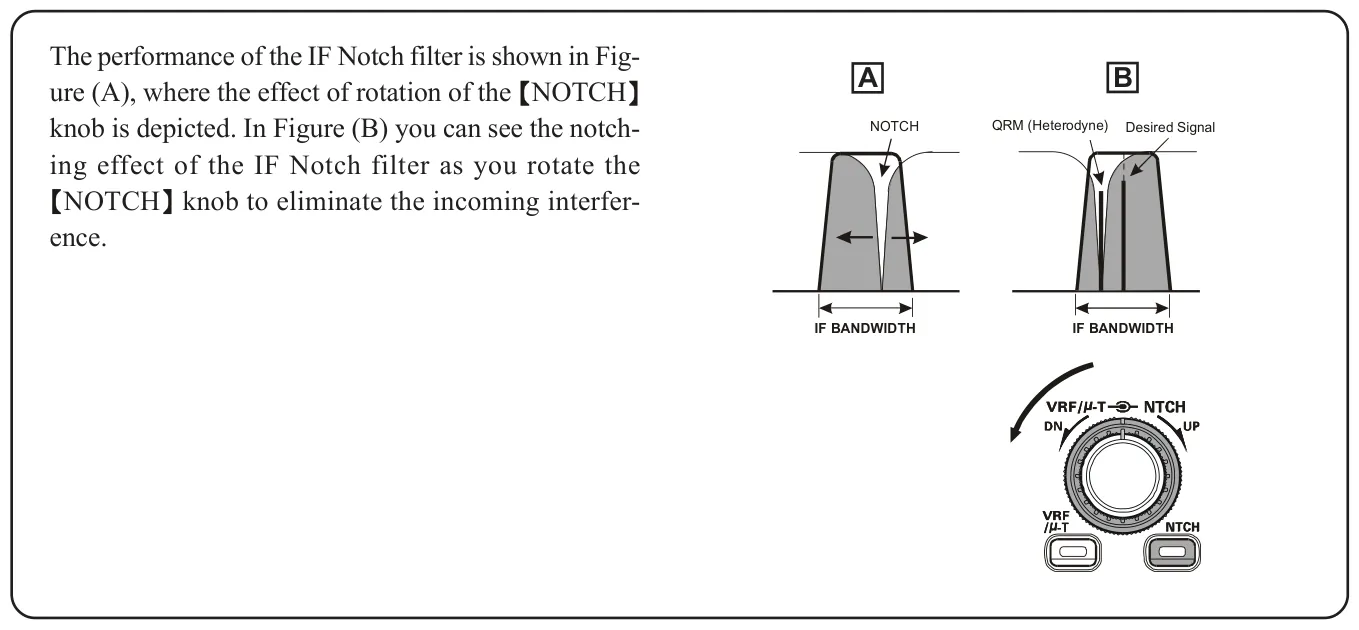 The performance of the IF Notch filter is shown in Fig-
ure (A), where the effect of rotation of the【NOTCH】
knob is depicted. In Figure (B) you can see the notch-
ing effect of the IF Notch filter as you rotate the
【NOTCH】 knob to eliminate the incoming interfer-
ence.
A
NOTCH
IF BANDWIDTH
B
QRM (Heterodyne)
Desired Signal
IF BANDWIDTH
VRF/µ-T NTCH
DN UP
VRF
/µ-T
NTCH